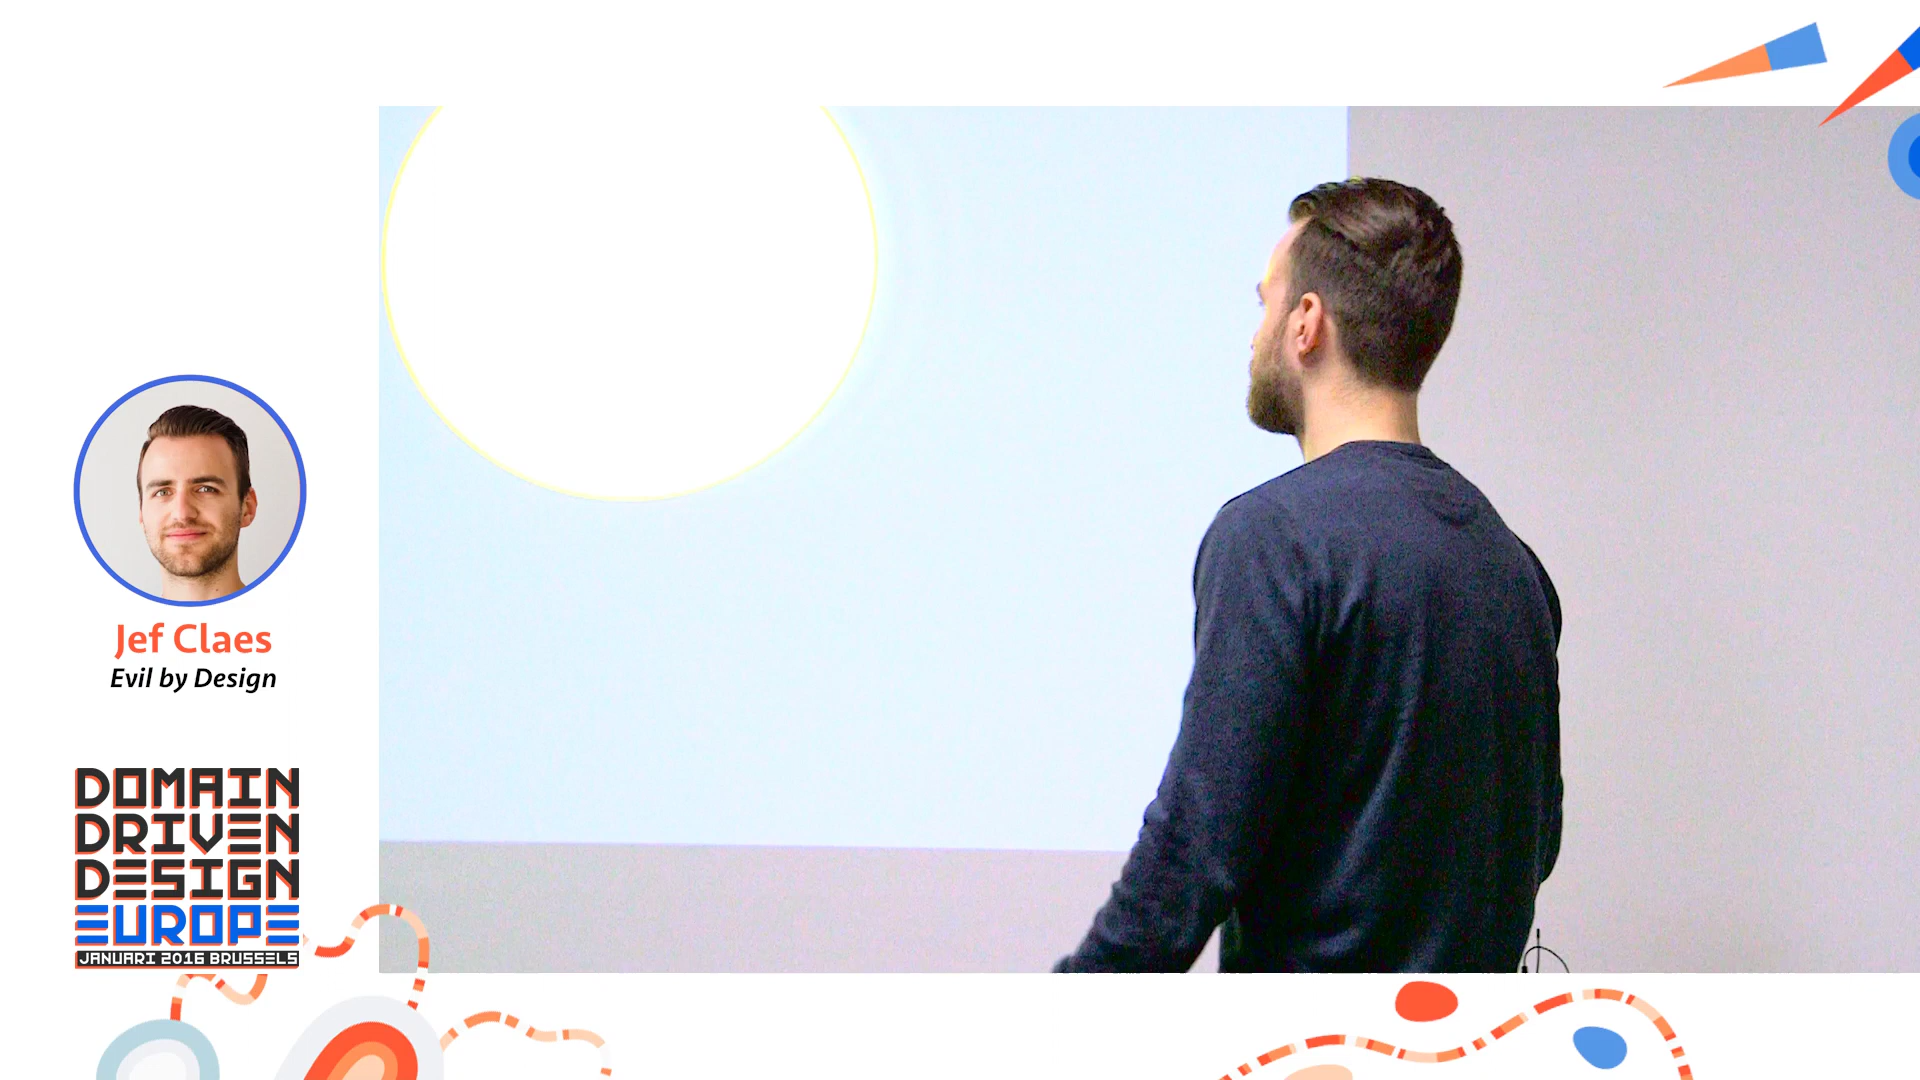 Jef Claes
Evil by Design
DOMAIN
DRIVEN
DESIGN
EUROPE
JANUARI 2016 BRUSSELS